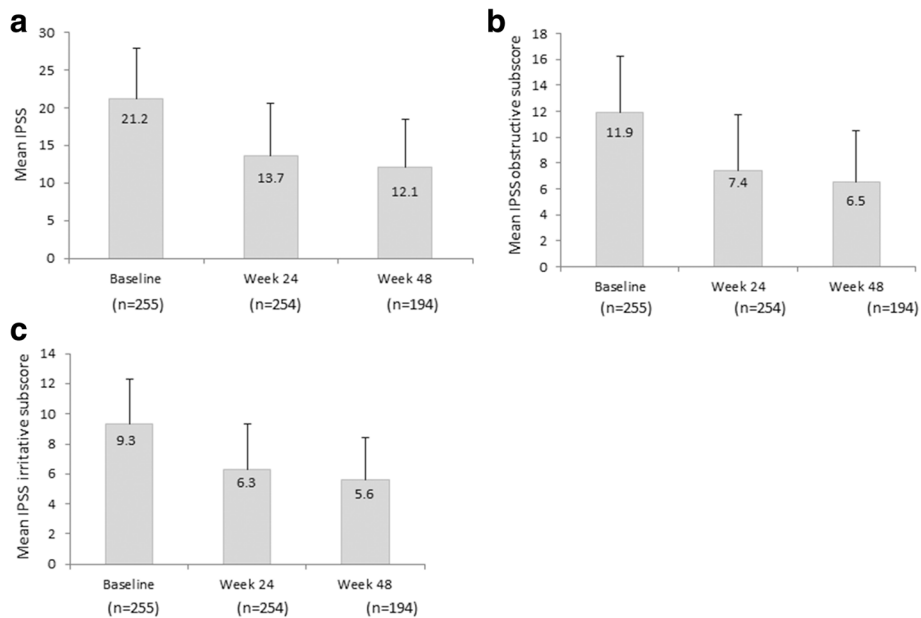 a
Mean IPSS
35
30
25
20
15
10
5
0
21.2
13.7
12.1
Baseline Week 24 Week 48
(n=255) (n=254) (n=194)
b
Mean IPSS obstructive subscore
18
16
14
12
10
8
6
4
2
0
11.9
7.4
6.5
Baseline Week 24 Week 48
(n=255) (n=254) (n=194)
c
Mean IPSS irritative subscore
14
12
10
8
6
4
2
0
9.3
6.3
5.6
Baseline Week 24 Week 48
(n=255) (n=254) (n=194)